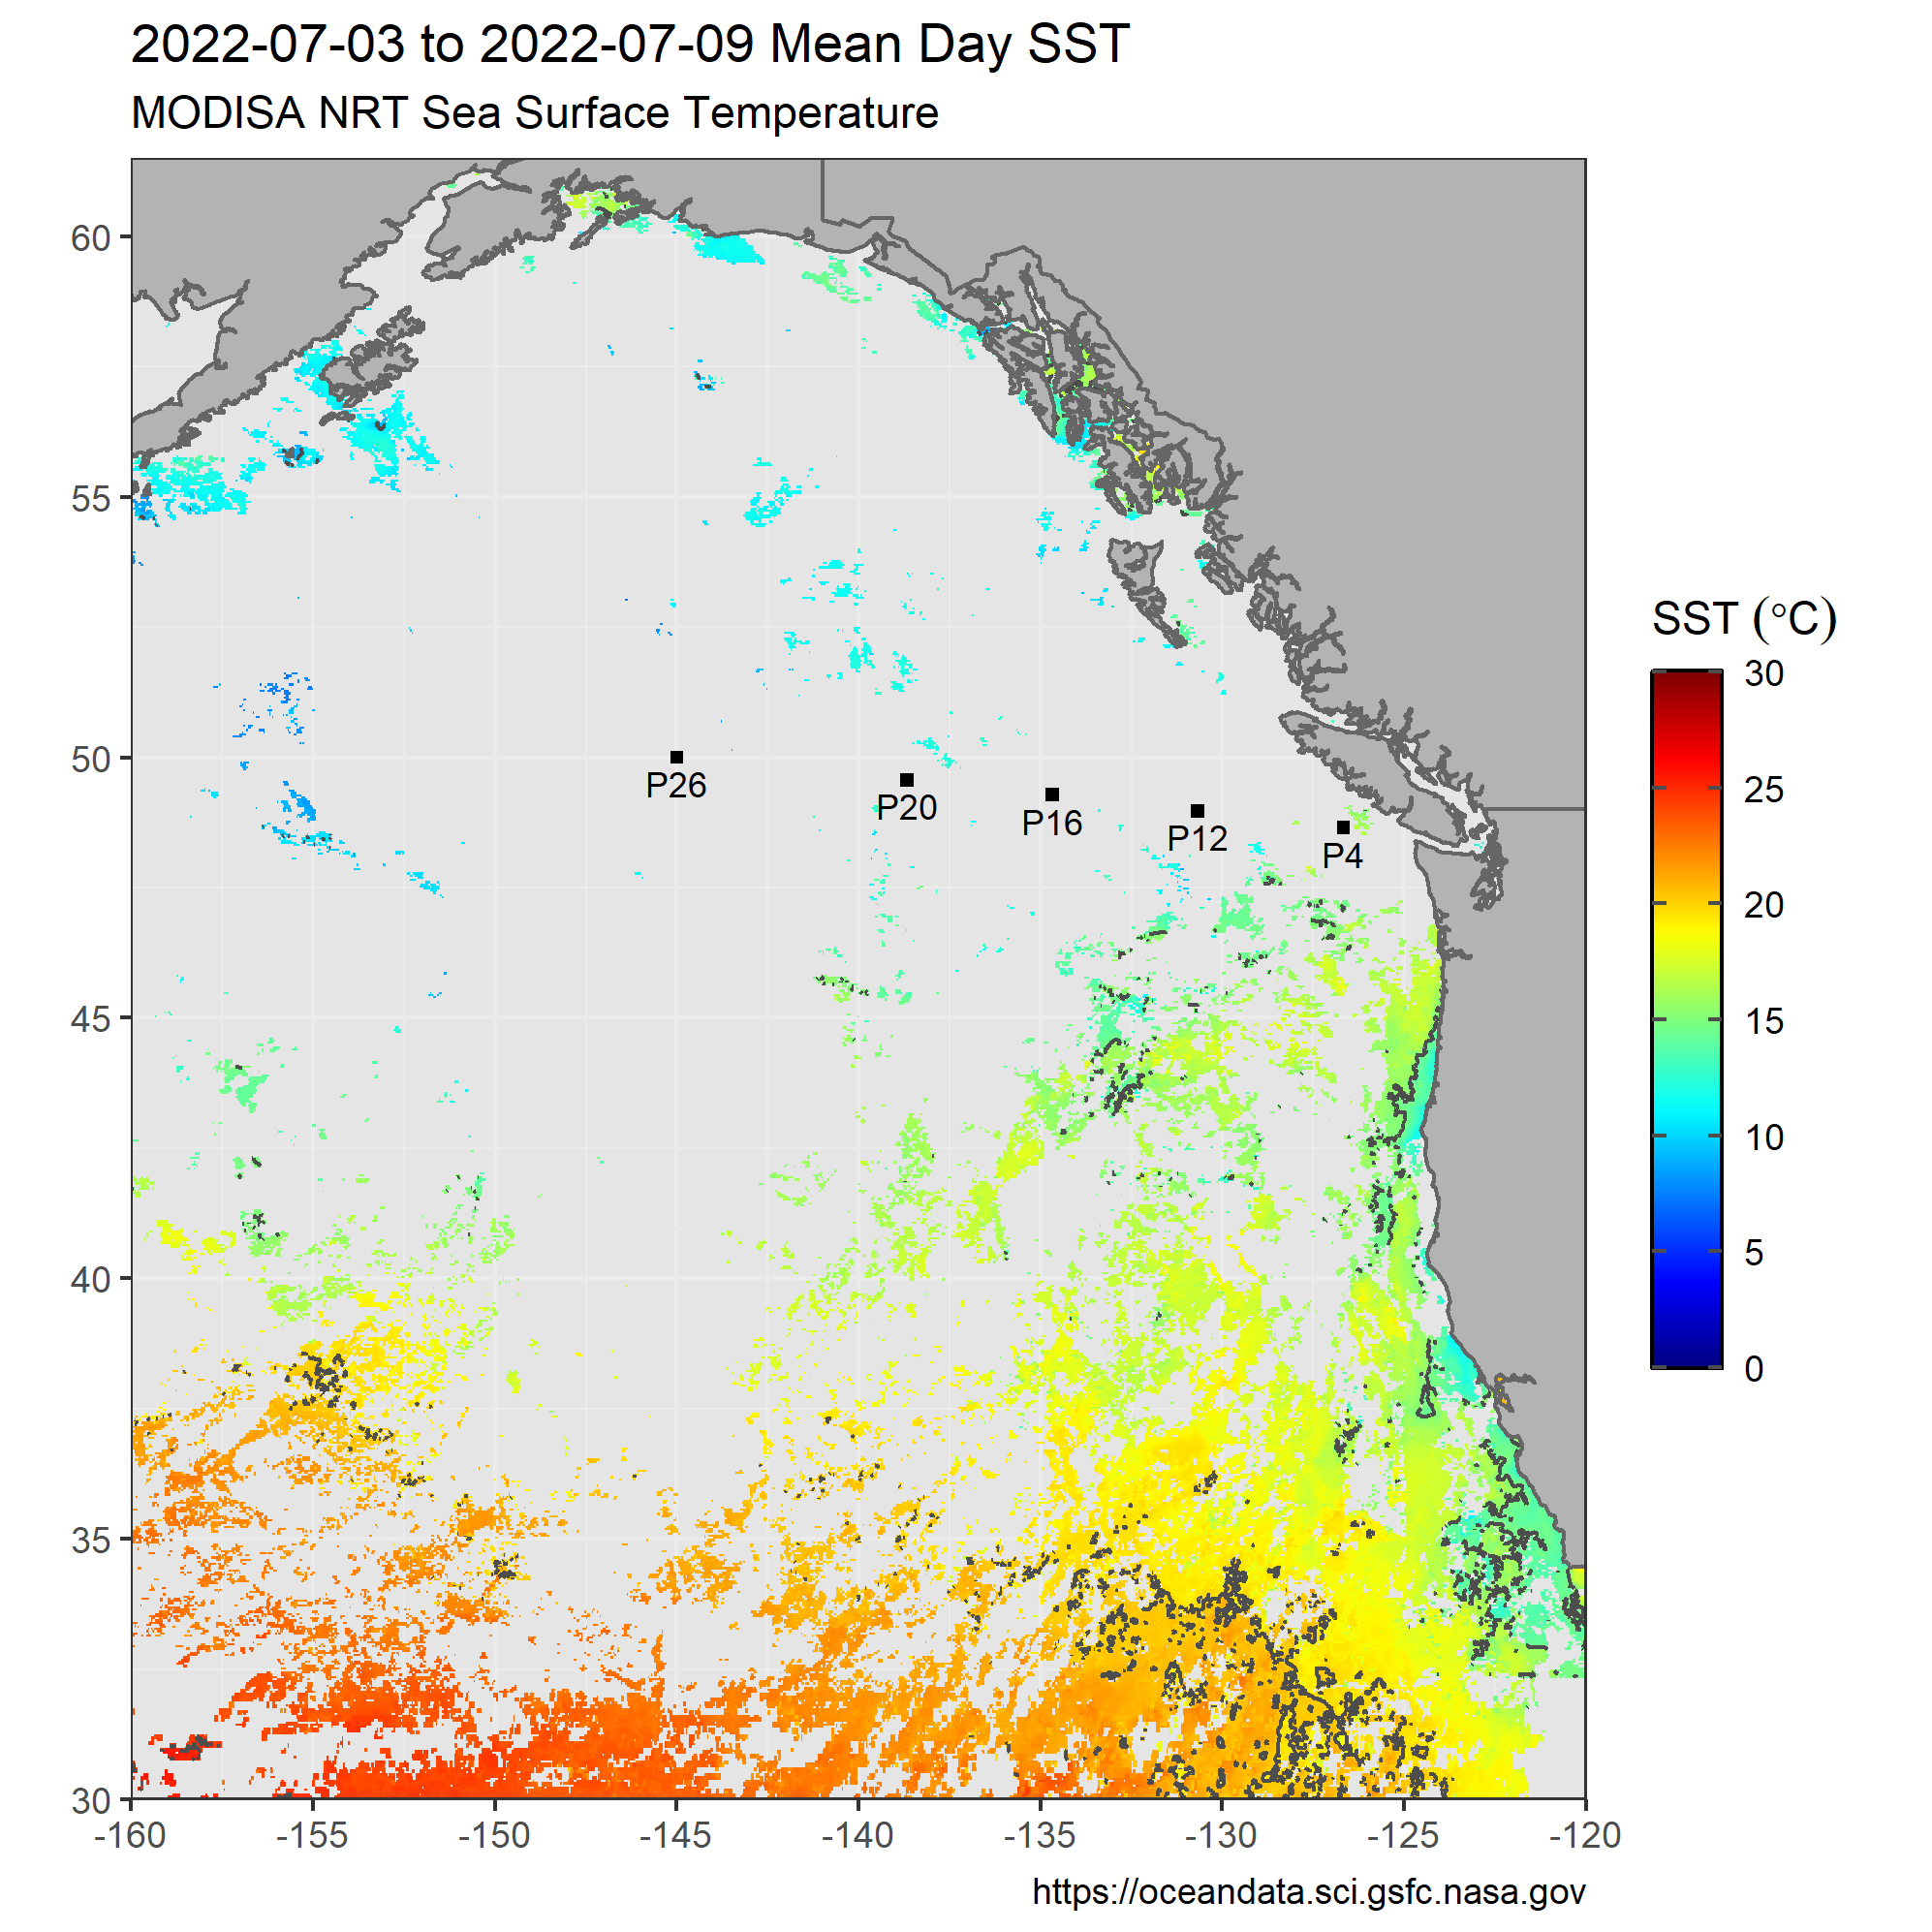 2022-07-03 to 2022-07-09 Mean Day SST
MODISA NRT Sea Surface Temperature
60
55
50
45
40
35
30
P26
P20
P16
P12
P4
-160
-155
-150
-145
-140
-135
-130
-125
-120
SST (°C)
30
25
20
15
10
5
0
https://oceandata.sci.gsfc.nasa.gov